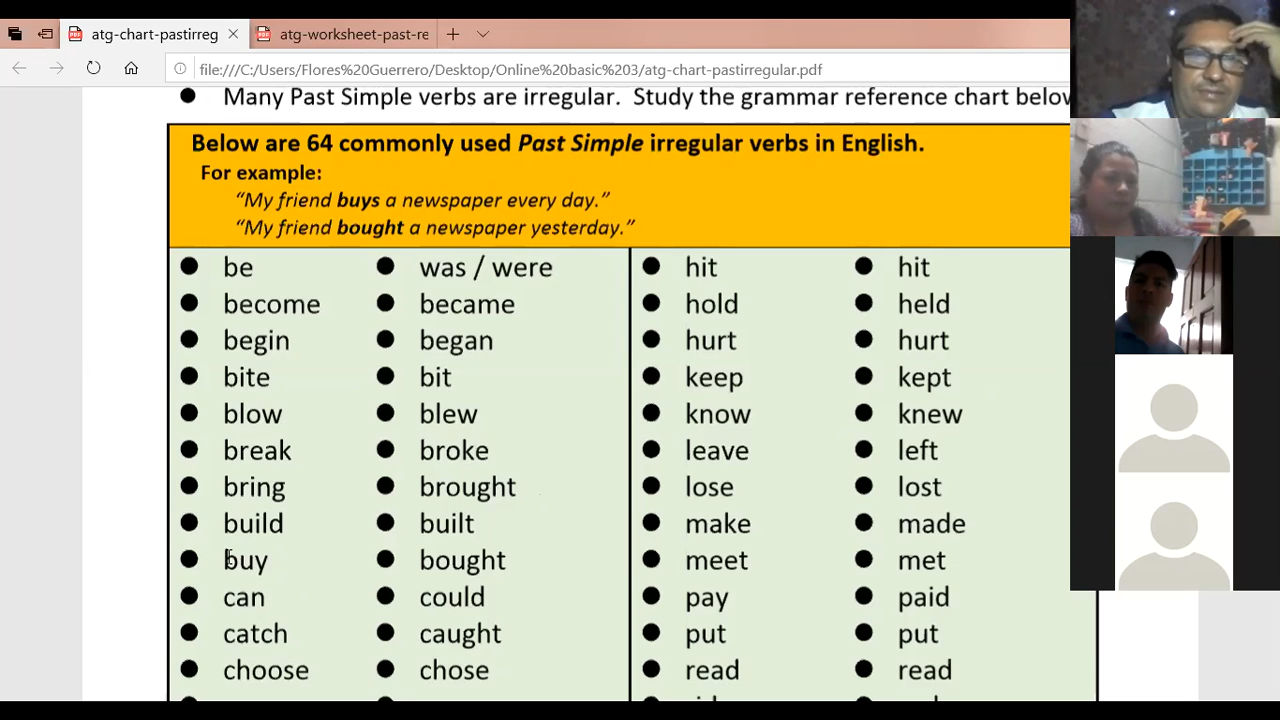 atg-chart-pastirreg
atg-worksheet-past-re
file:///C:/Users/Flores%20Guerrero/Desktop/Online%20basic%203/atg-chart-pastirregular.pdf
Many Past Simple verbs are irregular. Study the grammar reference chart below
Below are 64 commonly used Past Simple irregular verbs in English.
For example:
“My friend buys a newspaper every day.”
“My friend bought a newspaper yesterday.”
be was / were hit hit
become became hold held
begin began hurt hurt
bite bit keep kept
blow blew know knew
break broke leave left
bring brought lose lost
build built make made
buy bought meet met
can could pay paid
catch caught put put
choose chose read read